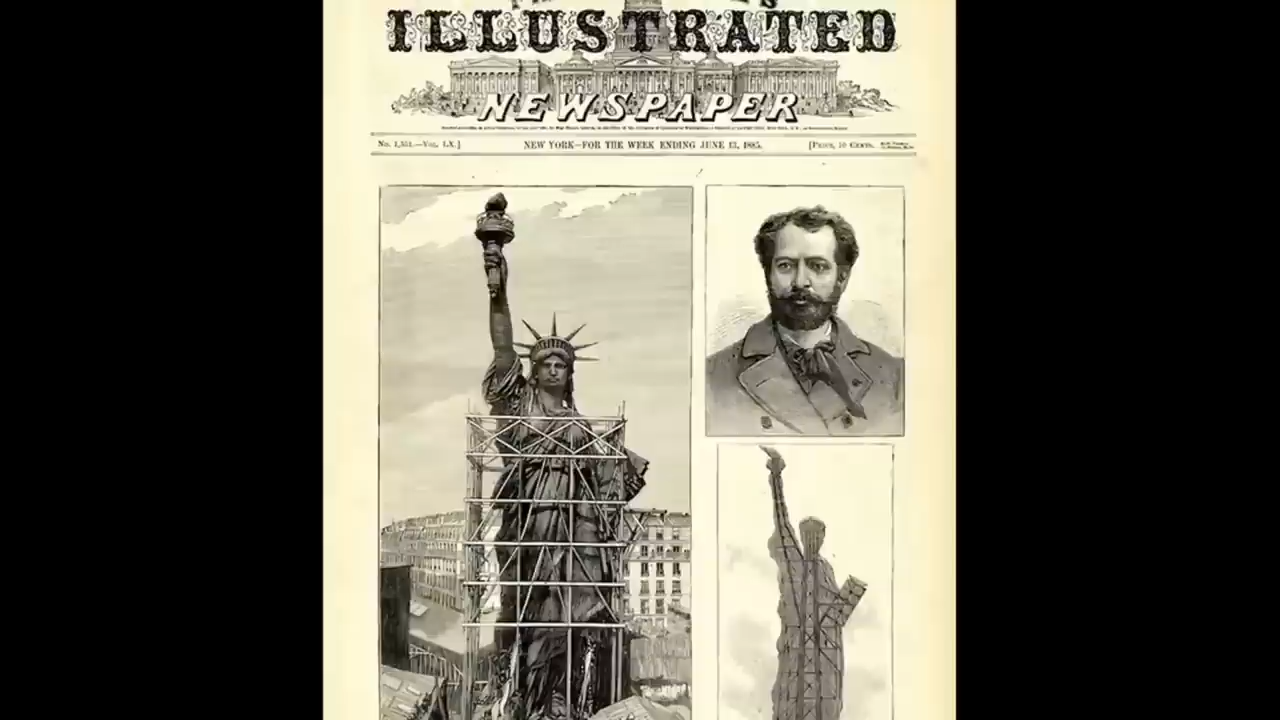 ILLUSTRATED
NEWSPAPER
No. 1,551.—Vol. LX.]
NEW YORK—FOR THE WEEK ENDING JUNE 13, 1885.
[Price, 10 Cents.